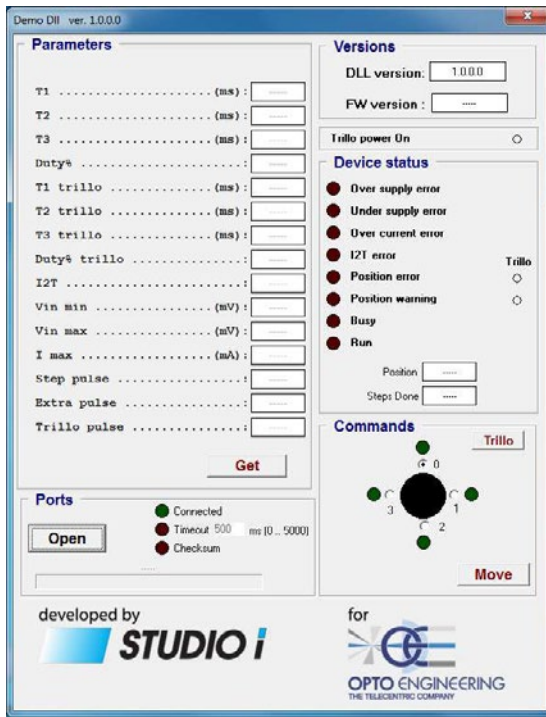 Demo Dll ver. 1.0.0.0
Parameters
T1 ...................... (ms) : -----
T2 ...................... (ms) : -----
T3 ...................... (ms) : -----
Duty% ......................... : -----
T1 trillo ............... (ms) : -----
T2 trillo ............... (ms) : -----
T3 trillo ............... (ms) : -----
Duty% trillo .................. : -----
I2T ........................... : -----
Vin min ................. (mV) : -----
Vin max ................. (mV) : -----
I max ................... (mA) : -----
Step pulse .................... : -----
Extra pulse ................... : -----
Trillo pulse .................. : -----
Get
Versions
DLL version: 1.0.0.0
FW version : -----
Trillo power On
Device status
Over supply error
Under supply error
Over current error
I2T error
Trillo
Position error
Position warning
Busy
Run
Position -----
Steps Done -----
Ports
Open
Connected
Timeout 500 ms (0 ... 5000)
Checksum
-----
Commands
Trillo
0
3
1
2
Move
developed by
STUDIO i
for
OE
OPTO ENGINEERING
THE TELECENTRIC COMPANY